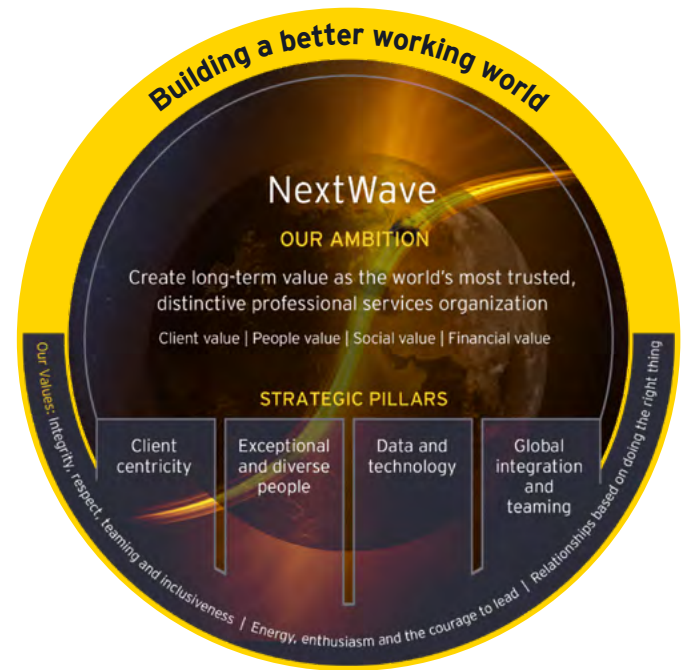 Building a better working world
NextWave
OUR AMBITION
Create long-term value as the world's most trusted,
distinctive professional services organization
Client value | People value | Social value | Financial value
STRATEGIC PILLARS
Client
centricity
Exceptional
and diverse
people
Data and
technology
Global
integration
and
teaming
Our Values: Integrity, respect, teaming and inclusiveness | Energy, enthusiasm and the courage to lead | Relationships based on doing the right thing